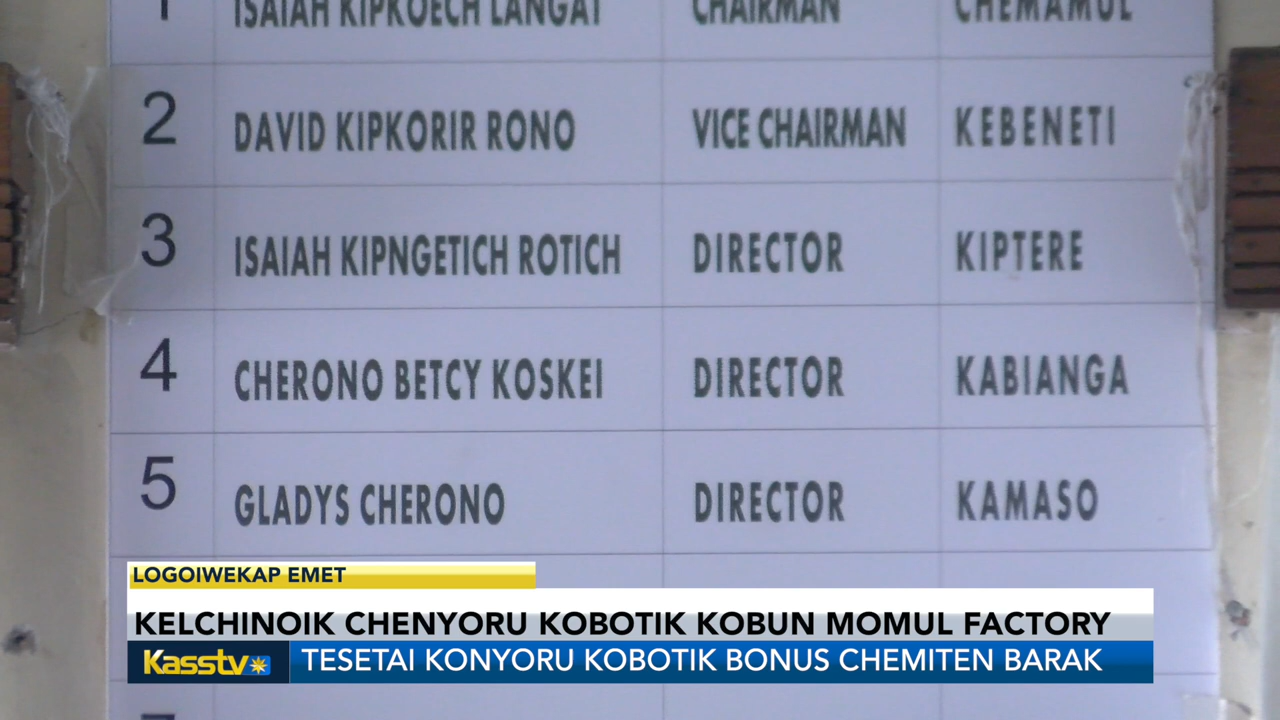 1 ISAIAH KIPKOECH LANGAT CHAIRMAN CHEMAMUL
2 DAVID KIPKORIR RONO VICE CHAIRMAN KEBENETI
3 ISAIAH KIPNGETICH ROTICH DIRECTOR KIPTERE
4 CHERONO BETCY KOSKEI DIRECTOR KABIANGA
5 GLADYS CHERONO DIRECTOR KAMASO
LOGOIWEKAP EMET
KELCHINOIK CHENYORU KOBOTIK KOBUN MOMUL FACTORY
Kasstv TESETAI KONYORU KOBOTIK BONUS CHEMITEN BARAK